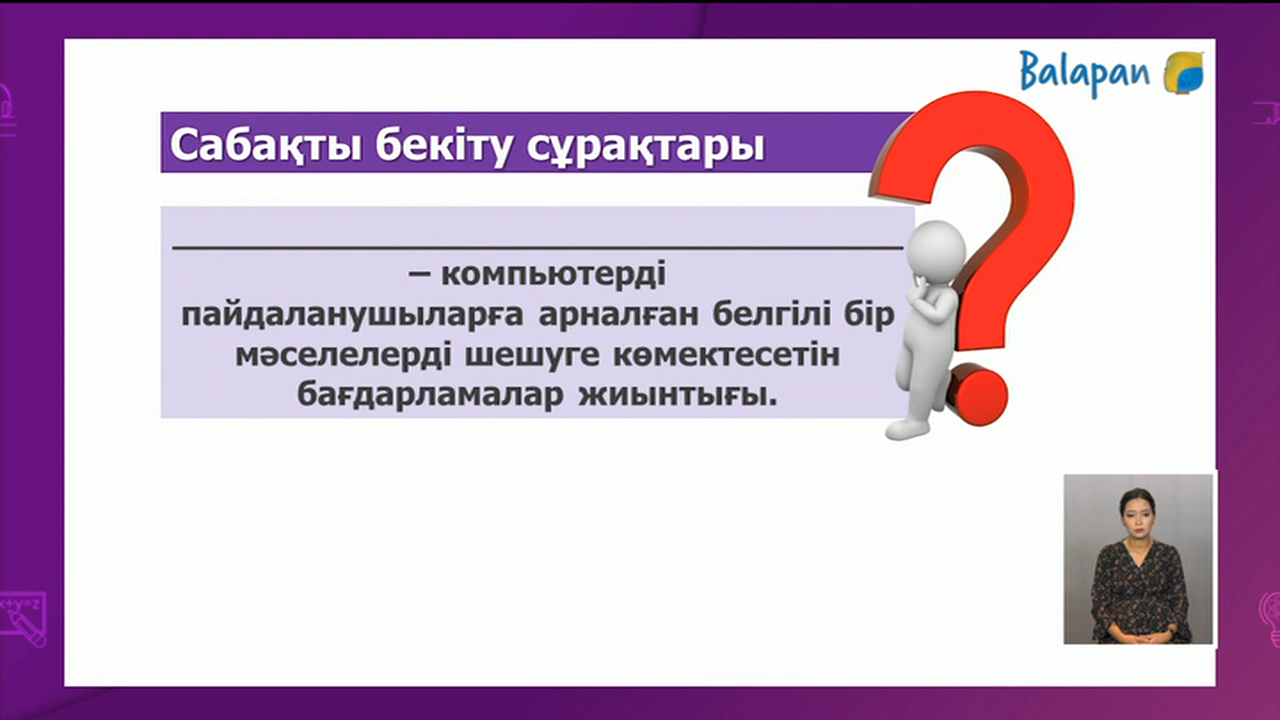 Balapan
Сабақты бекіту сұрақтары
– компьютерді
пайдаланушыларға арналған белгілі бір
мәселелерді шешуге көмектесетін
бағдарламалар жиынтығы.
x+y=z